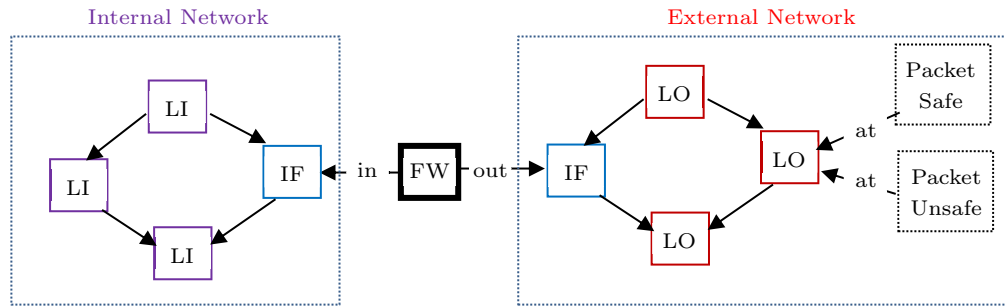 Internal Network
External Network
Packet
Safe
LI
LO
at
LO
LI
IF
in
FW
out
IF
at
Packet
Unsafe
LI
LO